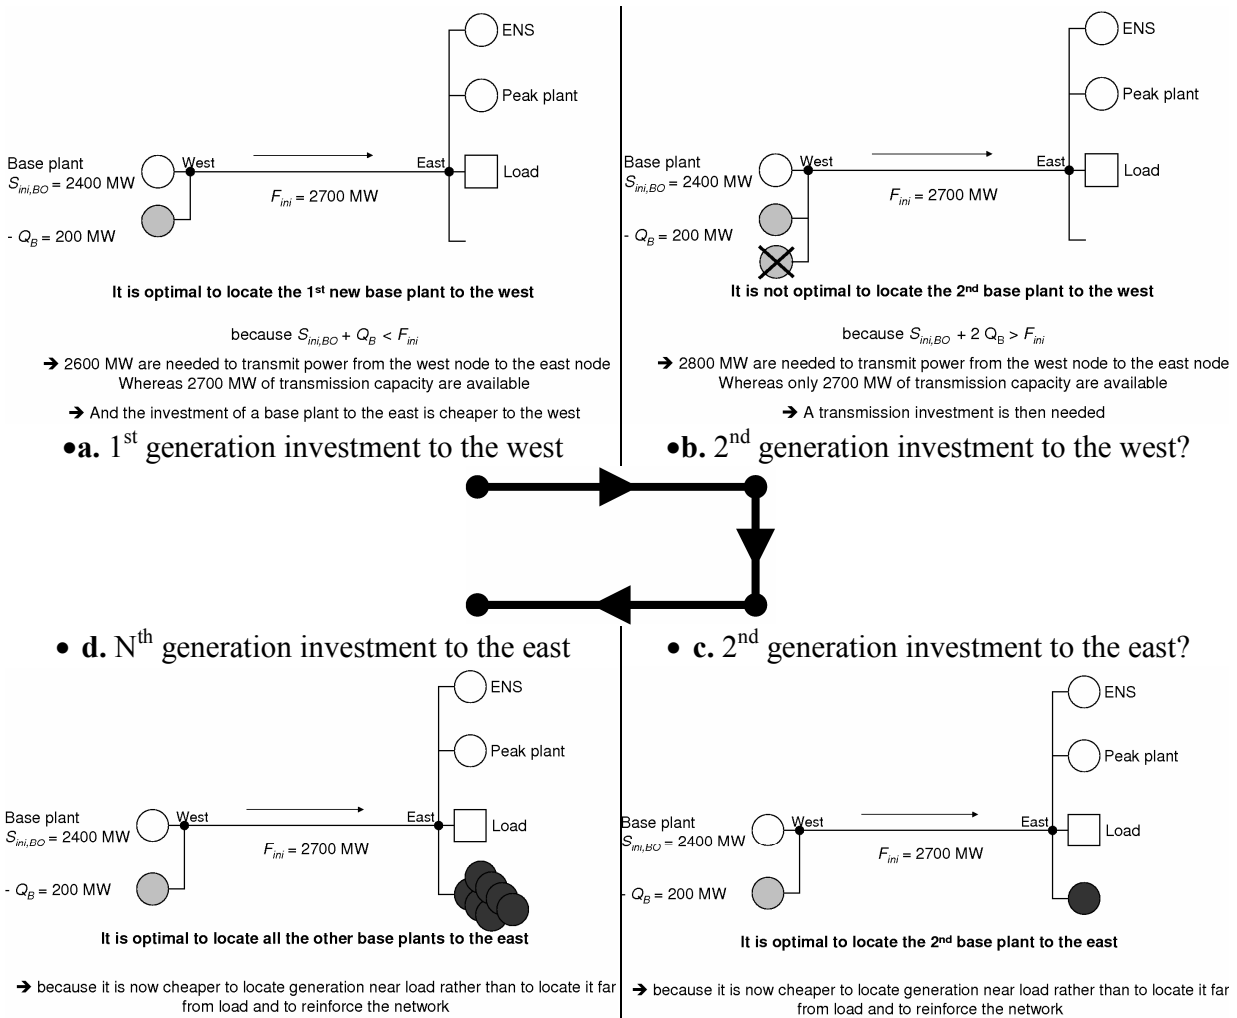 ENS
Peak plant
Base plant
S_ini,BO = 2400 MW
West
East
Load
F_ini = 2700 MW
- Q_B = 200 MW
It is optimal to locate the 1st new base plant to the west
because S_ini,BO + Q_B < F_ini
➔ 2600 MW are needed to transmit power from the west node to the east node
Whereas 2700 MW of transmission capacity are available
➔ And the investment of a base plant to the east is cheaper to the west
•a. 1st generation investment to the west
ENS
Peak plant
Base plant
S_ini,BO = 2400 MW
West
East
Load
F_ini = 2700 MW
- Q_B = 200 MW
It is not optimal to locate the 2nd base plant to the west
because S_ini,BO + 2 Q_B > F_ini
➔ 2800 MW are needed to transmit power from the west node to the east node
Whereas only 2700 MW of transmission capacity are available
➔ A transmission investment is then needed
•b. 2nd generation investment to the west?
• d. Nth generation investment to the east
ENS
Peak plant
Base plant
S_ini,BO = 2400 MW
West
East
Load
F_ini = 2700 MW
- Q_B = 200 MW
It is optimal to locate all the other base plants to the east
➔ because it is now cheaper to locate generation near load rather than to locate it far
from load and to reinforce the network
• c. 2nd generation investment to the east?
ENS
Peak plant
Base plant
S_ini,BO = 2400 MW
West
East
Load
F_ini = 2700 MW
- Q_B = 200 MW
It is optimal to locate the 2nd base plant to the east
➔ because it is now cheaper to locate generation near load rather than to locate it far
from load and to reinforce the network